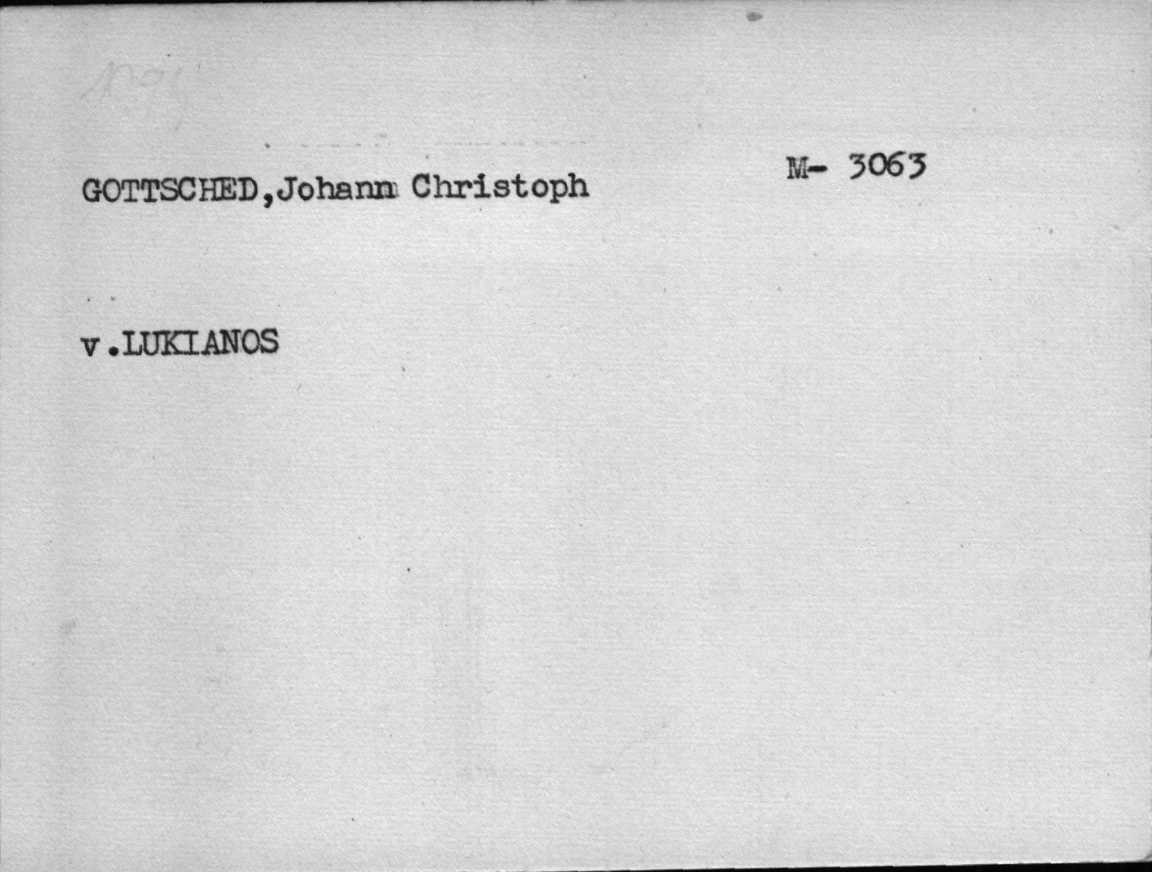 M- 3063
GOTTSCHED,Johann Christoph
v.LUKIANOS